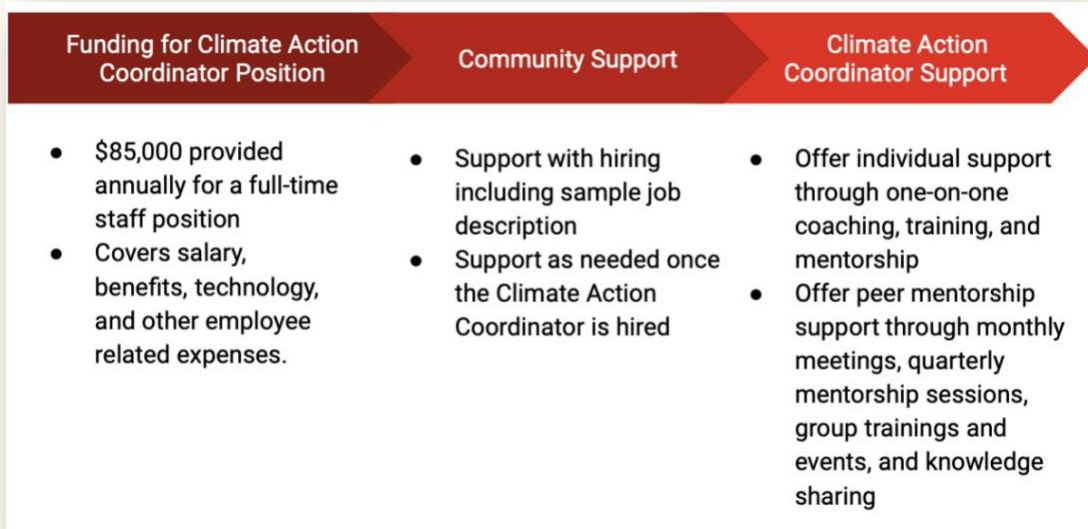 Funding for Climate Action
Coordinator Position
Community Support
Climate Action
Coordinator Support
● $85,000 provided
annually for a full-time
staff position
● Covers salary,
benefits, technology,
and other employee
related expenses.
● Support with hiring
including sample job
description
● Support as needed once
the Climate Action
Coordinator is hired
● Offer individual support
through one-on-one
coaching, training, and
mentorship
● Offer peer mentorship
support through monthly
meetings, quarterly
mentorship sessions,
group trainings and
events, and knowledge
sharing